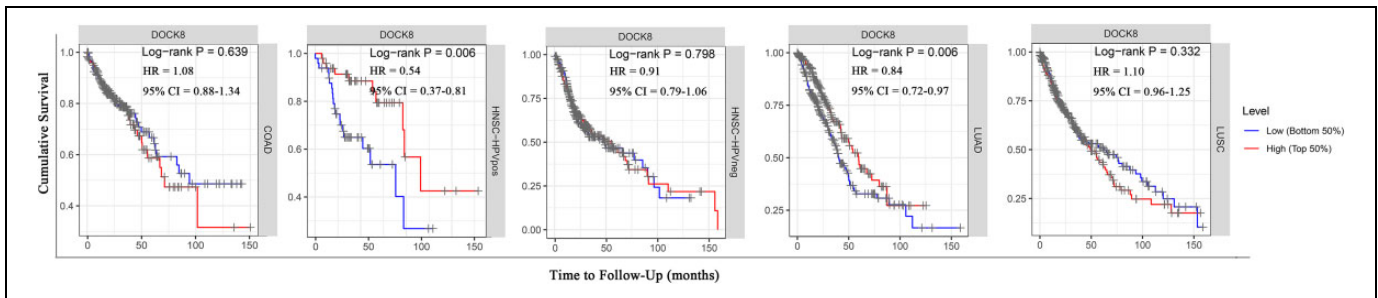 DOCK8
Log-rank P = 0.639
HR = 1.08
95% CI = 0.88-1.34
COAD
1.0
0.8
0.6
0.4
0
50
100
150
DOCK8
Log-rank P = 0.006
HR = 0.54
95% CI = 0.37-0.81
HNSC-HPVpos
1.0
0.8
0.6
0.4
0
50
100
150
DOCK8
Log-rank P = 0.798
HR = 0.91
95% CI = 0.79-1.06
HNSC-HPVneg
1.00
0.75
0.50
0.25
0.00
0
50
100
150
DOCK8
Log-rank P = 0.006
HR = 0.84
95% CI = 0.72-0.97
LUAD
1.00
0.75
0.50
0.25
0
50
100
150
DOCK8
Log-rank P = 0.332
HR = 1.10
95% CI = 0.96-1.25
LUSC
1.00
0.75
0.50
0.25
0
50
100
150
Cumulative Survival
Time to Follow-Up (months)
Level
Low (Bottom 50%)
High (Top 50%)